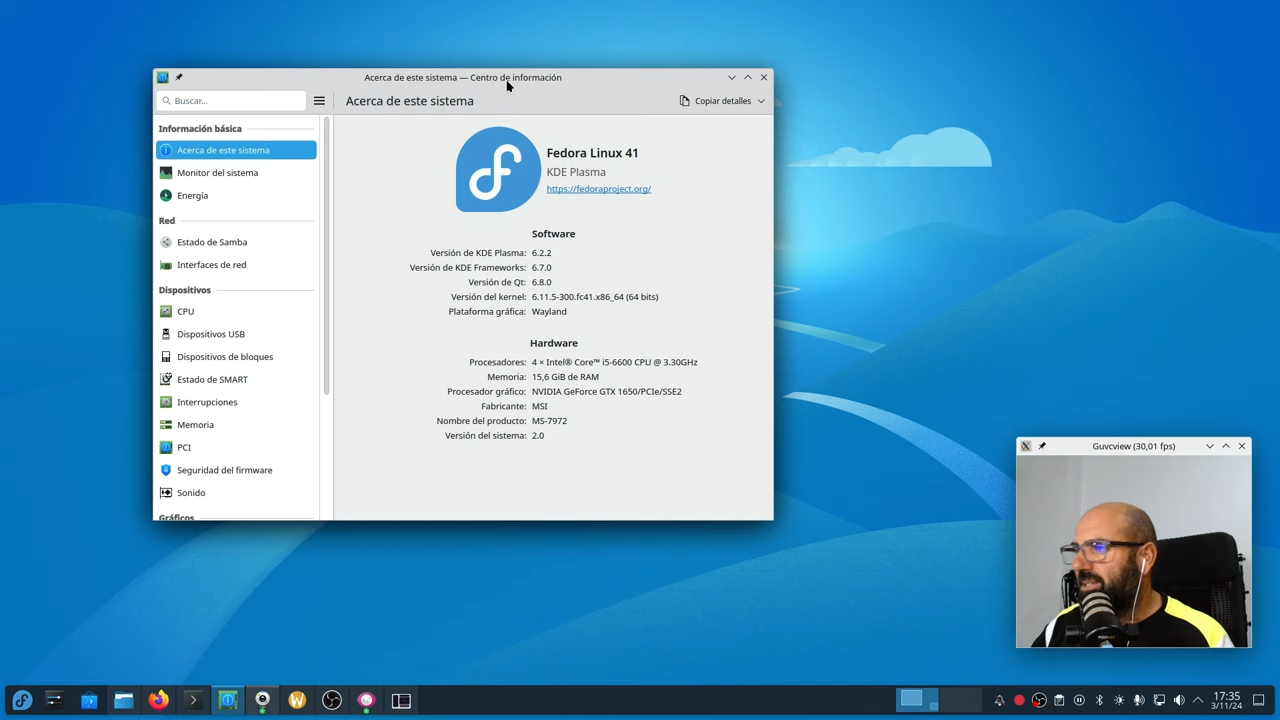 Acerca de este sistema — Centro de información
Buscar...
Acerca de este sistema
Copiar detalles
Información básica
Acerca de este sistema
Monitor del sistema
Energía
Red
Estado de Samba
Interfaces de red
Dispositivos
CPU
Dispositivos USB
Dispositivos de bloques
Estado de SMART
Interrupciones
Memoria
PCI
Seguridad del firmware
Sonido
Gráficos
Fedora Linux 41
KDE Plasma
https://fedoraproject.org/
Software
Versión de KDE Plasma: 6.2.2
Versión de KDE Frameworks: 6.7.0
Versión de Qt: 6.8.0
Versión del kernel: 6.11.5-300.fc41.x86_64 (64 bits)
Plataforma gráfica: Wayland
Hardware
Procesadores: 4 × Intel® Core™ i5-6600 CPU @ 3.30GHz
Memoria: 15,6 GiB de RAM
Procesador gráfico: NVIDIA GeForce GTX 1650/PCIe/SSE2
Fabricante: MSI
Nombre del producto: MS-7972
Versión del sistema: 2.0
Guvcview (30,01 fps)
17:35
3/11/24